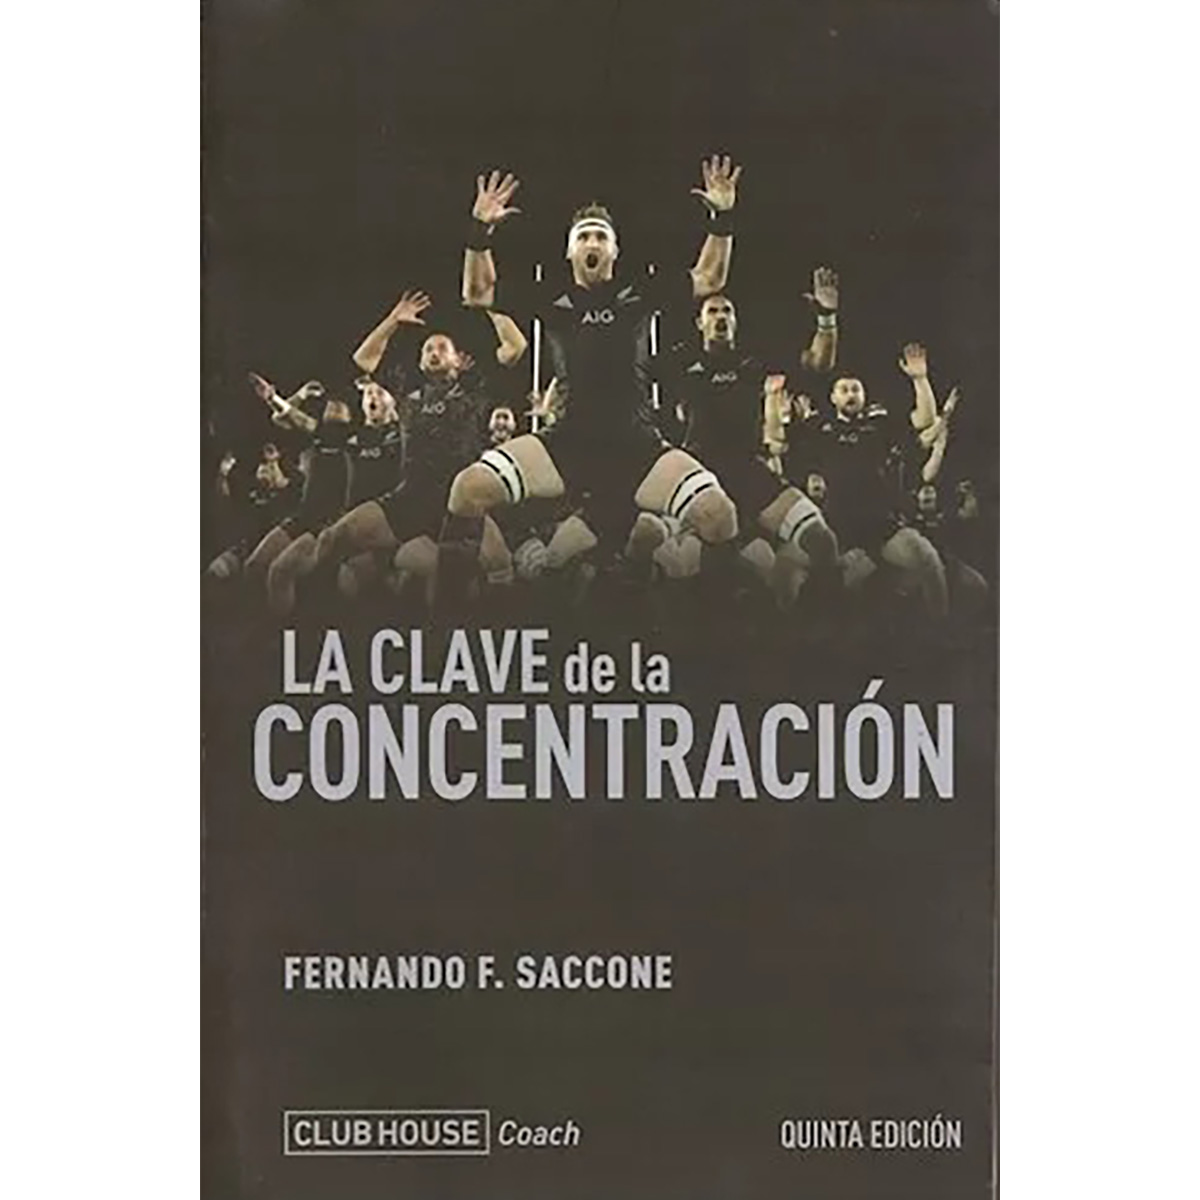 AIG
AIG
AIG
AIG
AIG
LA CLAVE de la
CONCENTRACIÓN
FERNANDO F. SACCONE
CLUB HOUSE Coach
QUINTA EDICIÓN